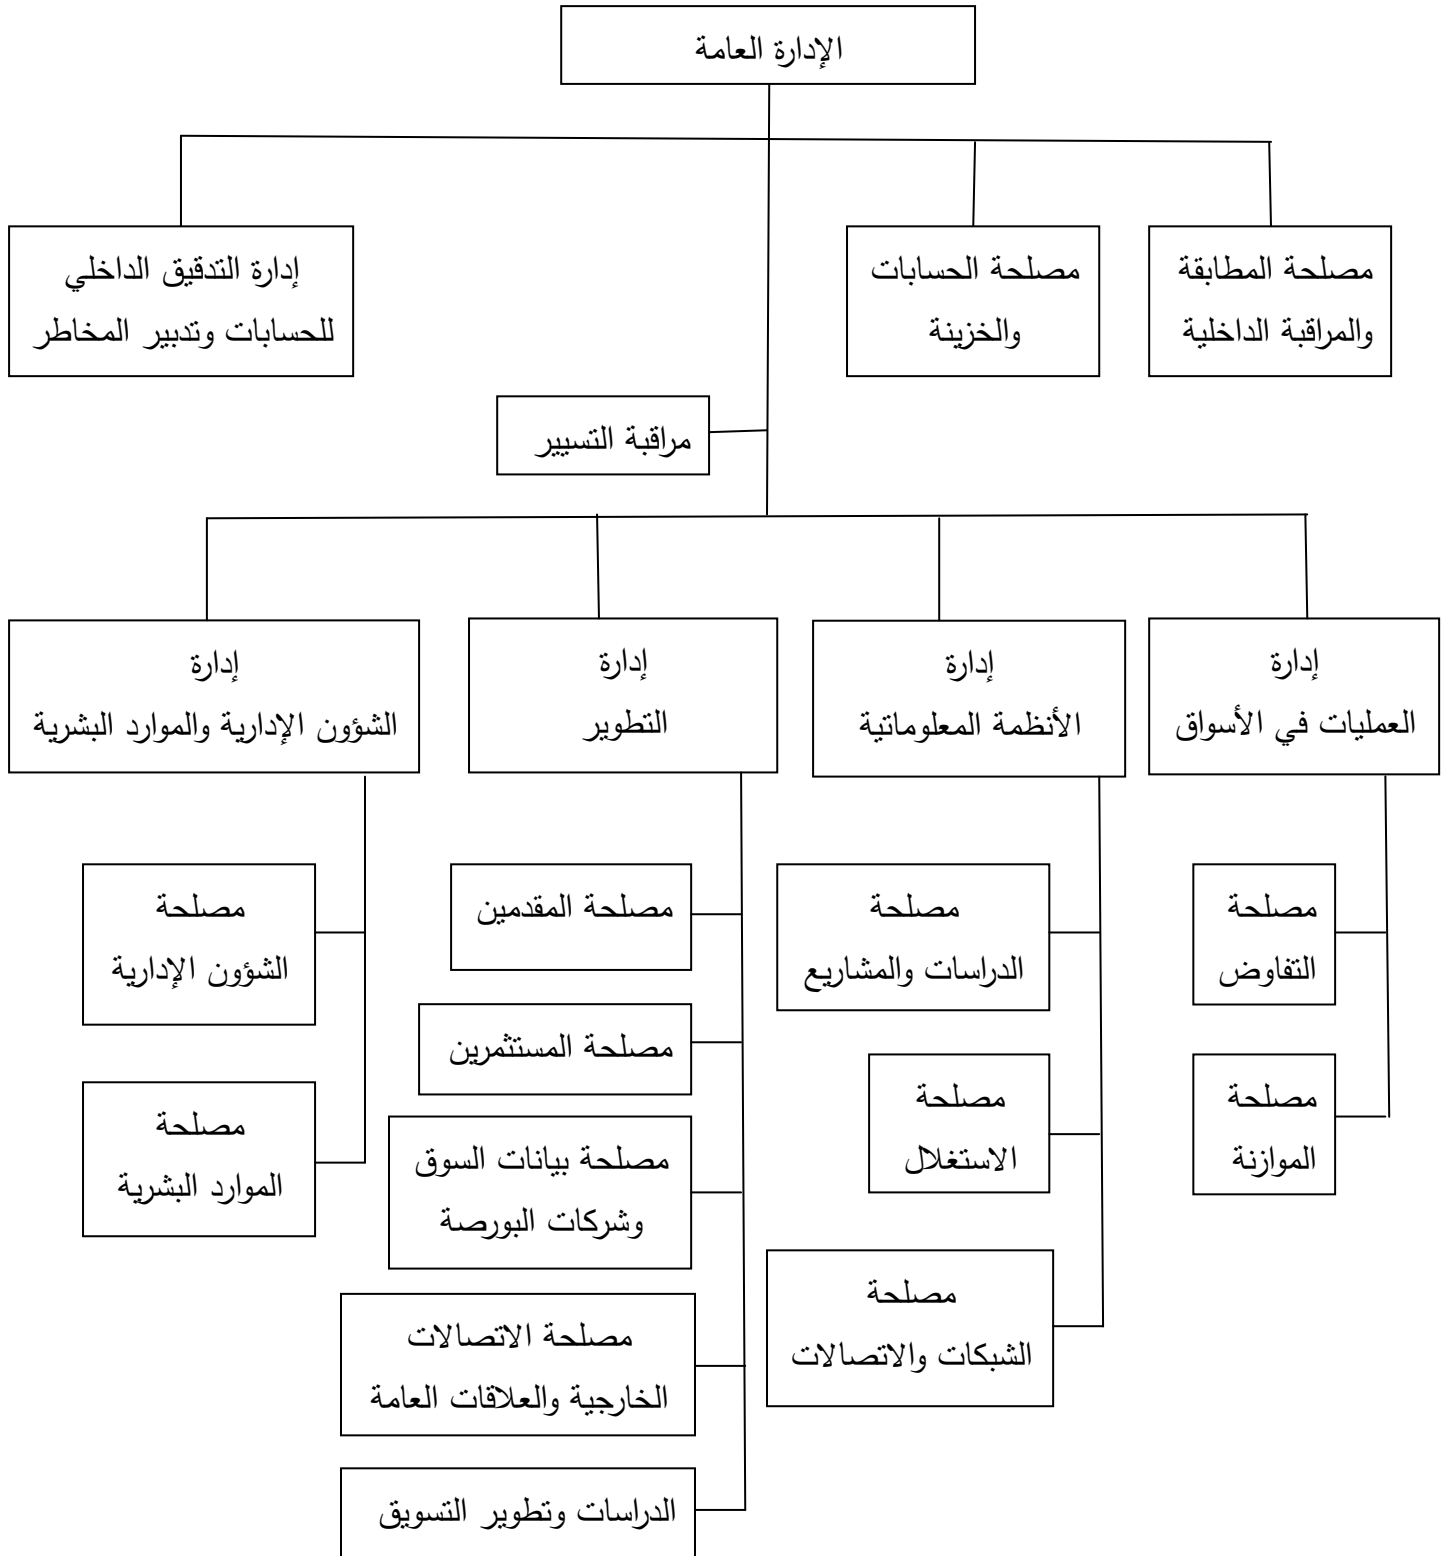 الإدارة العامة
مصلحة المطابقة
والمراقبة الداخلية
مصلحة الحسابات
والخزينة
إدارة التدقيق الداخلي
للحسابات وتدبير المخاطر
مراقبة التسيير
إدارة
العمليات في الأسواق
إدارة
الأنظمة المعلوماتية
إدارة
التطوير
إدارة
الشؤون الإدارية والموارد البشرية
مصلحة
التفاوض
مصلحة
الموازنة
مصلحة
الدراسات والمشاريع
مصلحة
الاستغلال
مصلحة
الشبكات والاتصالات
مصلحة المقدمين
مصلحة المستثمرين
مصلحة بيانات السوق
وشركات البورصة
مصلحة الاتصالات
الخارجية والعلاقات العامة
الدراسات وتطوير التسويق
مصلحة
الشؤون الإدارية
مصلحة
الموارد البشرية